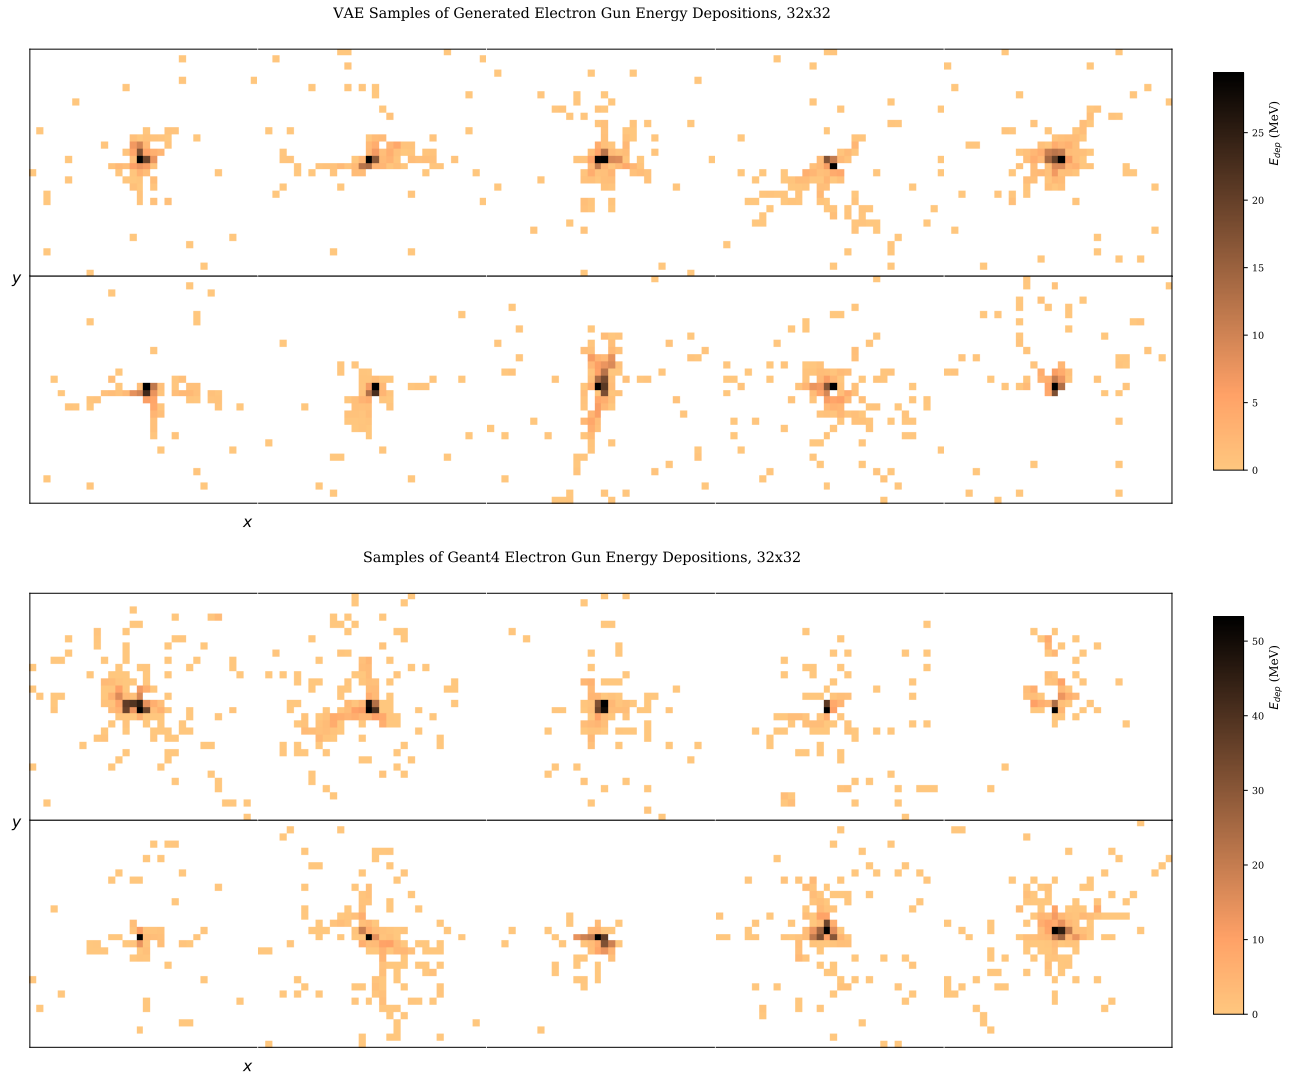 VAE Samples of Generated Electron Gun Energy Depositions, 32x32
25
20
15
10
5
0
E_dep (MeV)
y
x
Samples of Geant4 Electron Gun Energy Depositions, 32x32
50
40
30
20
10
0
E_dep (MeV)
y
x